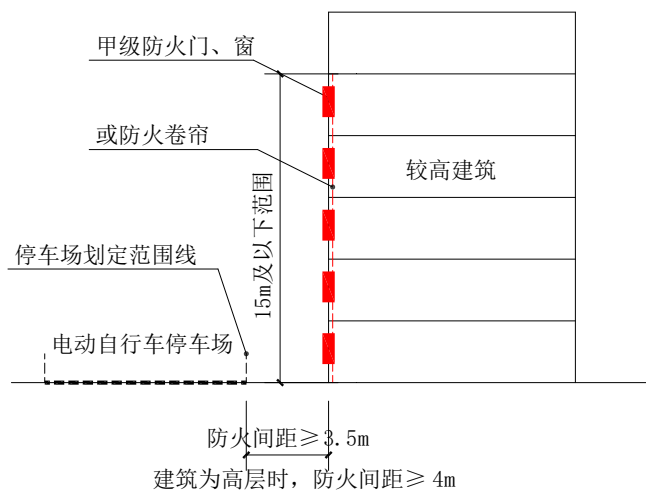 甲级防火门、窗
或防火卷帘
较高建筑
15m及以下范围
停车场划定范围线
电动自行车停车场
防火间距≥3.5m
建筑为高层时，防火间距≥4m